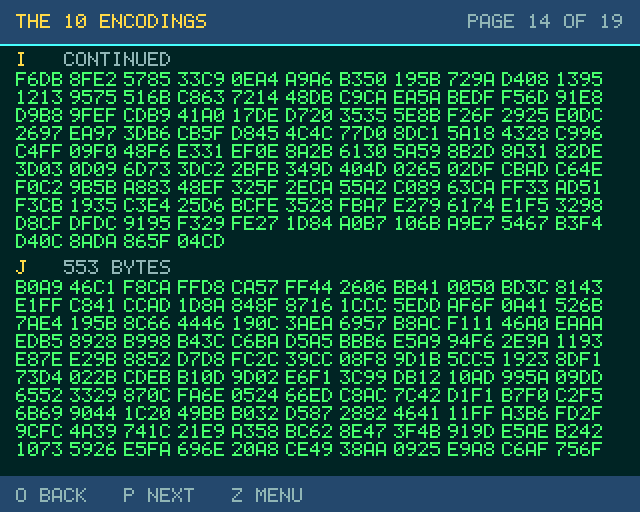 THE 10 ENCODINGS PAGE 14 OF 19
I CONTINUED
F6DB 8FE2 5785 33C9 0EA4 A9A6 B350 195B 729A D408 1395
1213 9575 516B C863 7214 48DB C9CA EA5A BEDF F56D 91E8
D9B8 9FEF CDB9 41A0 17DE D720 3535 5E8B F26F 2925 E0DC
2697 EA97 3DB6 CB5F D845 4C4C 77D0 8DC1 5A18 4328 C996
C4FF 09F0 48F6 E331 EF0E 8A2B 6130 5A59 8B2D 8A31 82DE
3D03 0D09 6D73 3DC2 2BFB 349D 404D 0265 02DF CBAD C64E
F0C2 9B5B A883 48EF 325F 2ECA 55A2 C089 63CA FF33 AD51
F3CB 1935 C3E4 25D6 BCFE 3528 FBA7 E279 6174 E1F5 3298
D8CF DFDC 9195 F329 FE27 1D84 A0B7 106B A9E7 5467 B3F4
D40C 8ADA 865F 04CD
J 553 BYTES
B0A9 46C1 F8CA FFD8 CA57 FF44 2606 BB41 0050 BD3C 8143
E1FF C841 CCAD 1D8A 848F 8716 1CCC 5EDD AF6F 0A41 526B
7AE4 195B 8C66 4446 190C 3AEA 6957 B8AC F111 46A0 EAAA
EDB5 8928 B998 B43C C6BA D5A5 BBB6 E5A9 94F6 2E9A 1193
E87E E29B 8852 D7D8 FC2C 39CC 08F8 9D1B 5CC5 1923 8DF1
73D4 022B CDEB B10D 9D02 E6F1 3C99 DB12 10AD 995A 09DD
6552 3329 870C FA6E 0524 66ED C8AC 7C42 D1F1 B7F0 C2F5
6B69 9044 1C20 49BB B032 D587 2882 4641 11FF A3B6 FD2F
9CFC 4A39 741C 21E9 A358 BC62 8E47 3F4B 919D E5AE B242
1073 5926 E5FA 696E 20A8 CE49 38AA 0925 E9A8 C6AF 756F
O BACK P NEXT Z MENU